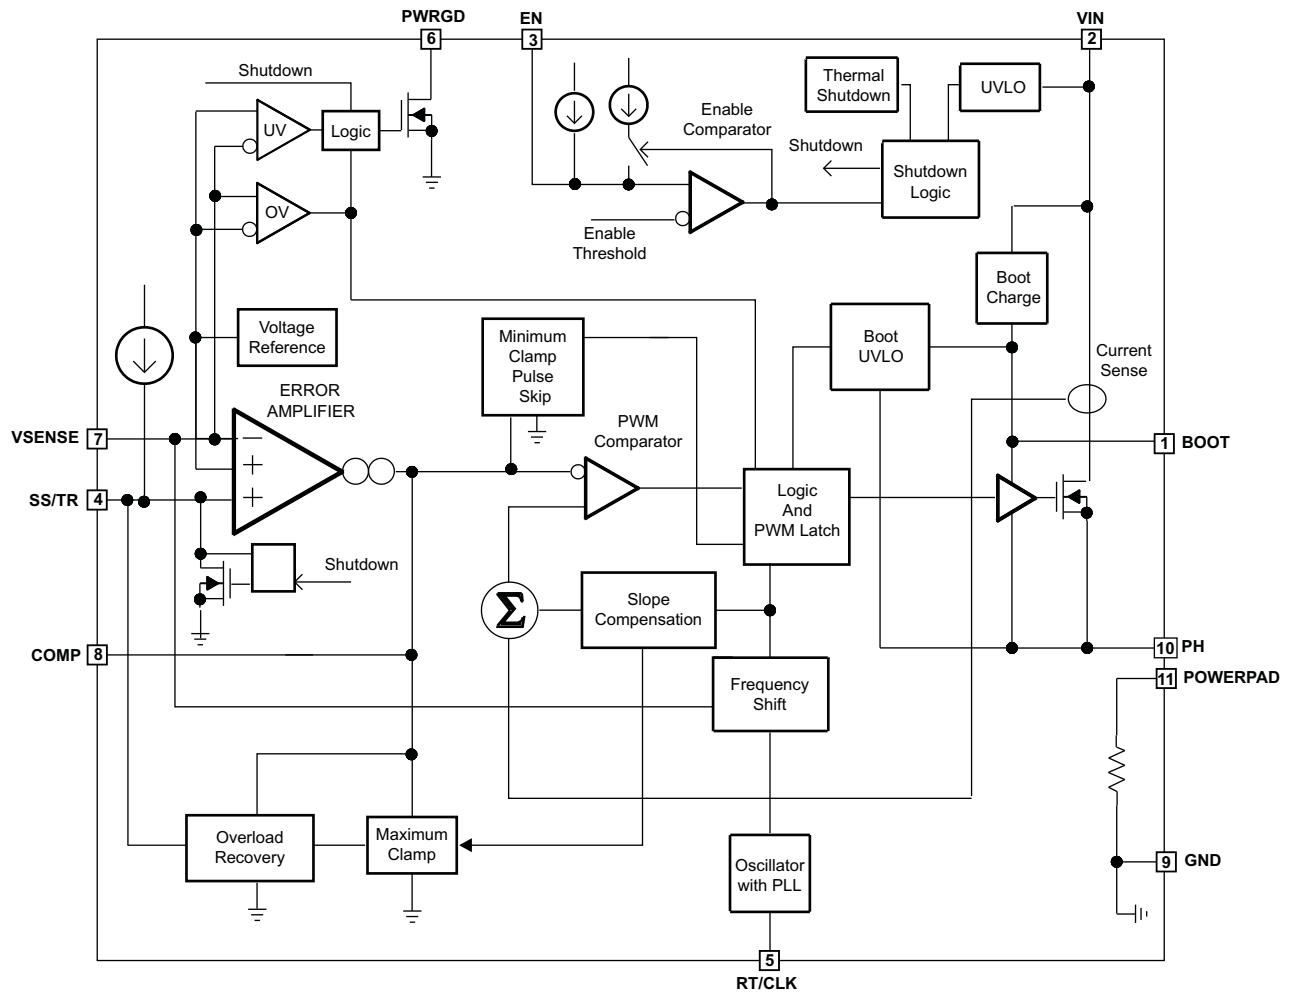 PWRGD
EN
VIN
6
3
2
Shutdown
Thermal
Shutdown
UVLO
Enable
Comparator
UV
Logic
Shutdown
Shutdown
Logic
OV
Enable
Threshold
Boot
Charge
Voltage
Reference
Minimum
Clamp
Pulse
Skip
Boot
UVLO
Current
Sense
ERROR
AMPLIFIER
PWM
Comparator
VSENSE
7
−
1
BOOT
+
SS/TR
4
+
Logic
And
PWM Latch
Shutdown
Σ
Slope
Compensation
COMP
8
10
PH
11
POWERPAD
Frequency
Shift
Overload
Recovery
Maximum
Clamp
Oscillator
with PLL
9
GND
5
RT/CLK